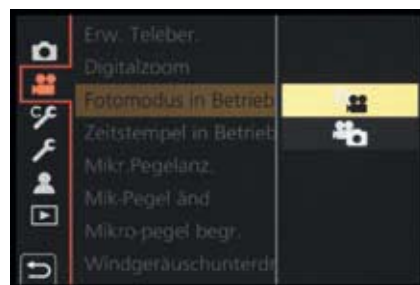 Erw. Teleber.
Digitalzoom
Fotomodus in Betrieb
Zeitstempel in Betrieb
Mikr.Pegelanz.
Mik-Pegel änd
Mikro-pegel begr.
Windgeräuschunterdr